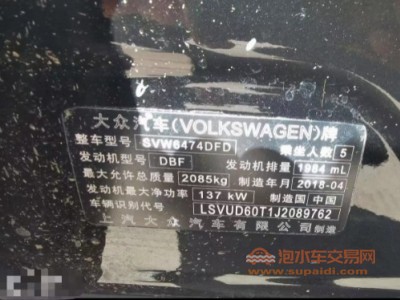 大众汽车(VOLKSWAGEN)牌
整车型号 SVW6474DFD 乘坐人数 5
发动机型号 DBF 发动机排量 1984 mL
最大允许总质量 2085kg 制造年月 2018-04
发动机最大净功率 137 kW 制造国 中国
车辆识别代号 LSVUD60T1J2089762
上汽大众汽车有限公司制造
泡水车交易网
www.supaidi.com